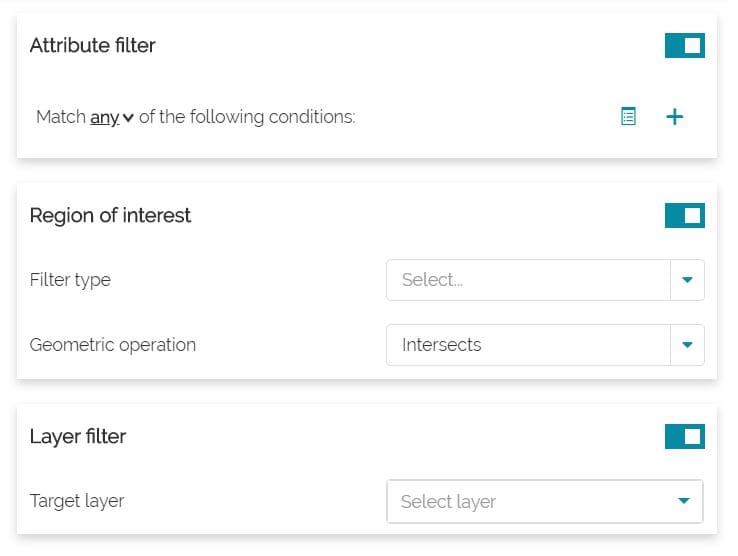 Attribute filter
Match any of the following conditions:
Region of interest
Filter type Select...
Geometric operation Intersects
Layer filter
Target layer Select layer